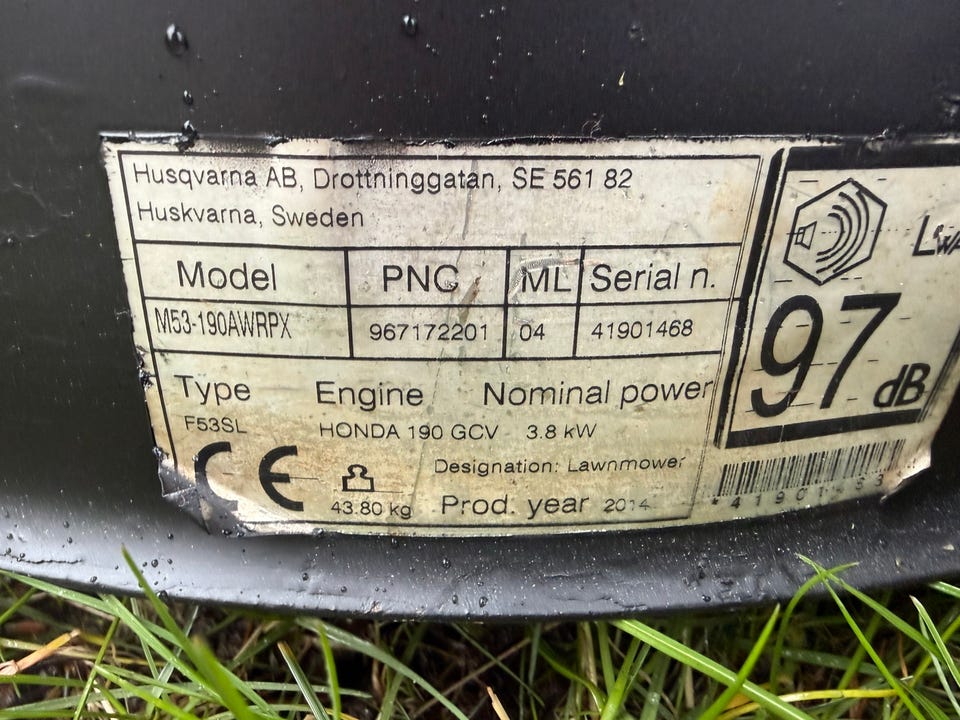 Husqvarna AB, Drottninggatan, SE 561 82
Huskvarna, Sweden
Model PNC ML Serial n.
M53-190AWRPX 967172201 04 41901468
Type Engine Nominal power
F53SL HONDA 190 GCV 3.8 kW
CE 43.80 kg Designation: Lawnmower
Prod. year 2014
LWA
97 dB